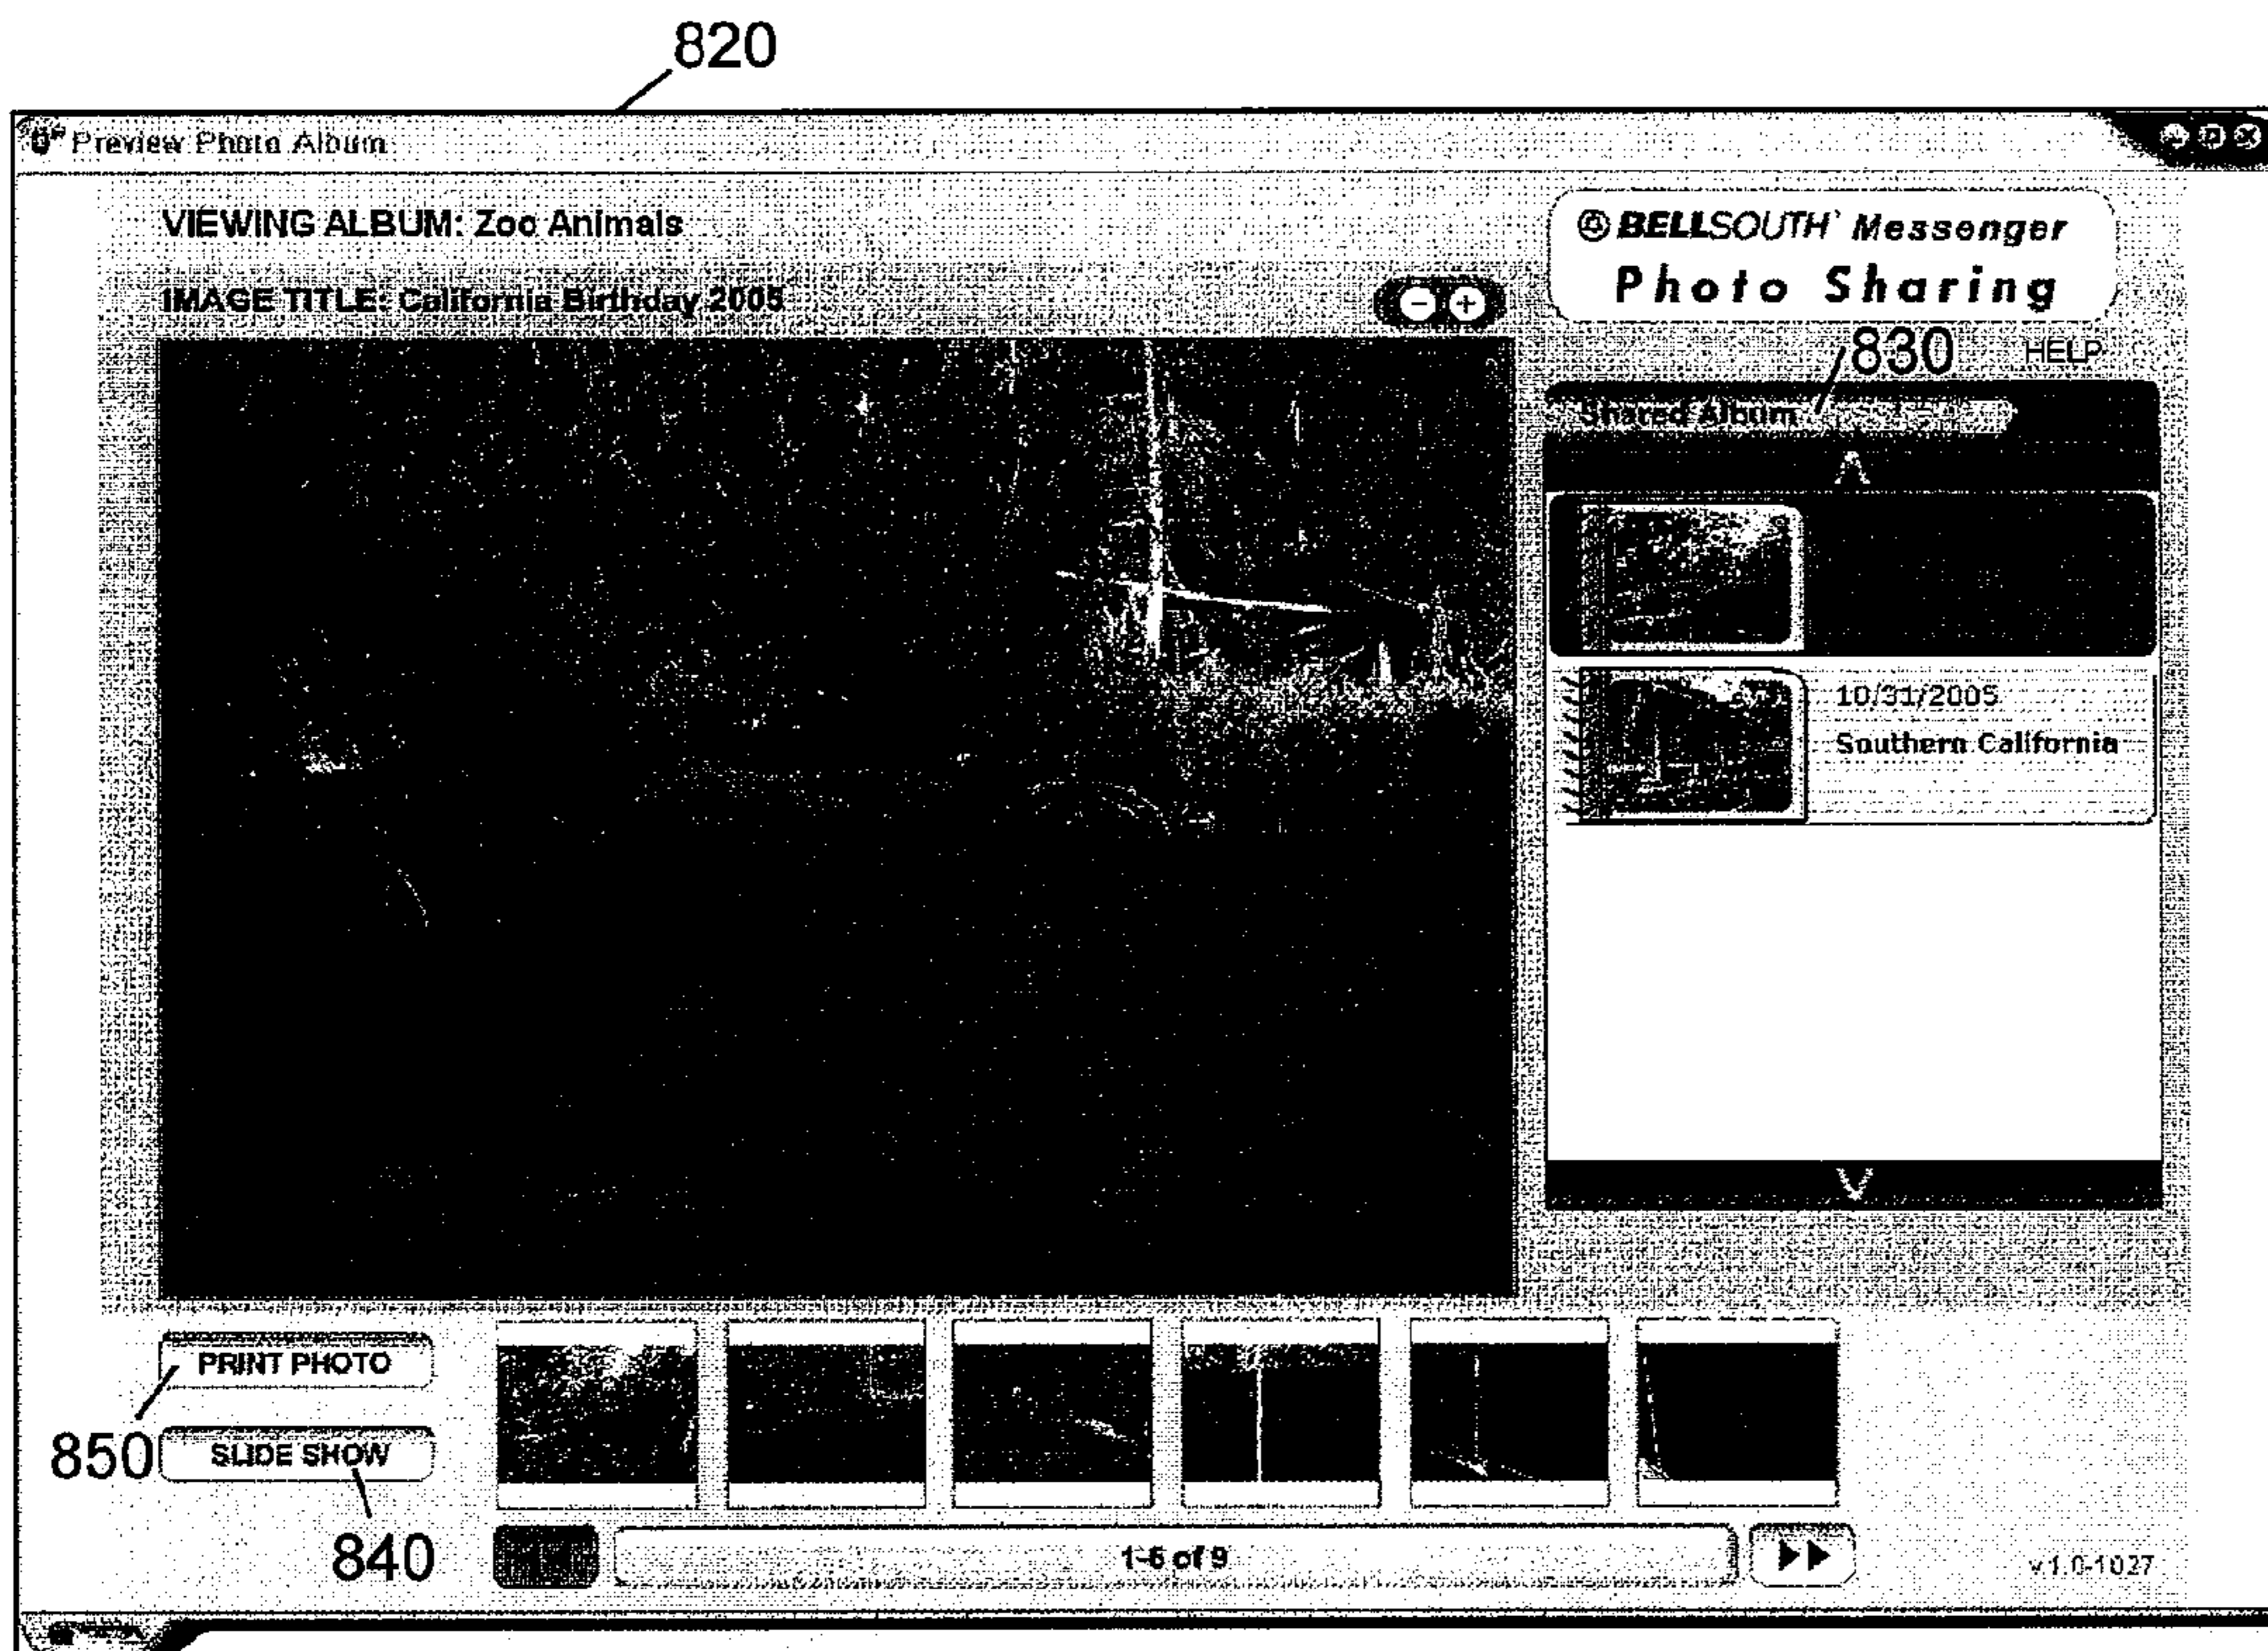 820
Preview Photo Album
VIEWING ALBUM: Zoo Animals
BELLSOUTH Messenger
Photo Sharing
IMAGE TITLE: California Birthday 2005
830
HELP
Shared Album
10/31/2005
Southern California
PRINT PHOTO
850
SLIDE SHOW
840
1-6 of 9
v1.0-1027